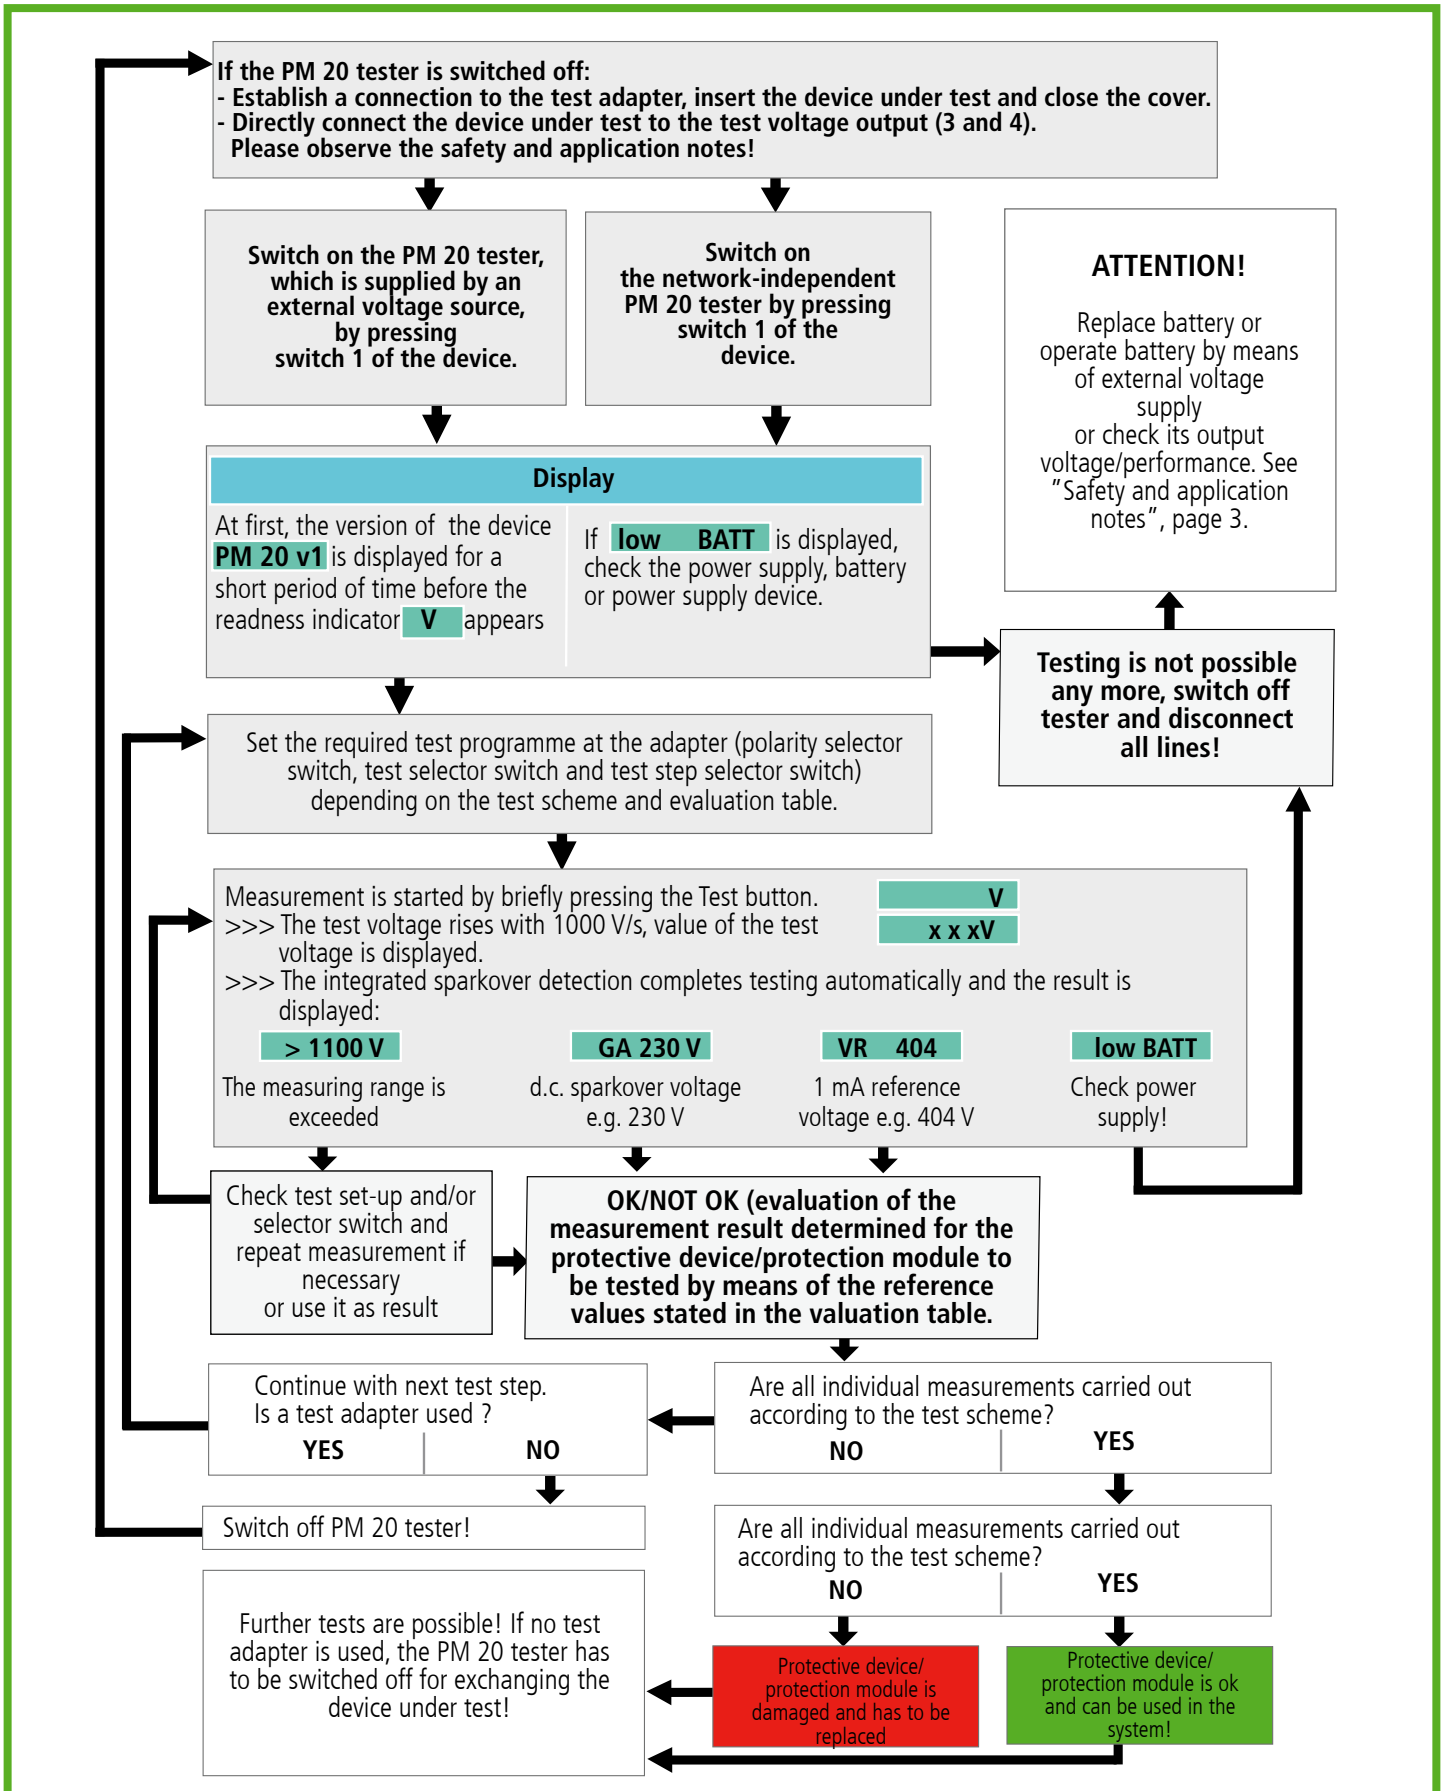 If the PM 20 tester is switched off:
- Establish a connection to the test adapter, insert the device under test and close the cover.
- Directly connect the device under test to the test voltage output (3 and 4).
Please observe the safety and application notes!
Switch on the PM 20 tester,
which is supplied by an
external voltage source,
by pressing
switch 1 of the device.
Switch on
the network-independent
PM 20 tester by pressing
switch 1 of the
device.
ATTENTION!
Replace battery or
operate battery by means
of external voltage
supply
or check its output
voltage/performance. See
"Safety and application
notes", page 3.
Display
At first, the version of the device
PM 20 v1 is displayed for a
short period of time before the
readness indicator V appears
If low BATT is displayed,
check the power supply, battery
or power supply device.
Testing is not possible
any more, switch off
tester and disconnect
all lines!
Set the required test programme at the adapter (polarity selector
switch, test selector switch and test step selector switch)
depending on the test scheme and evaluation table.
Measurement is started by briefly pressing the Test button. V
>>> The test voltage rises with 1000 V/s, value of the test x x xV
voltage is displayed.
>>> The integrated sparkover detection completes testing automatically and the result is
displayed:
> 1100 V
The measuring range is
exceeded
GA 230 V
d.c. sparkover voltage
e.g. 230 V
VR 404
1 mA reference
voltage e.g. 404 V
low BATT
Check power
supply!
Check test set-up and/or
selector switch and
repeat measurement if
necessary
or use it as result
OK/NOT OK (evaluation of the
measurement result determined for the
protective device/protection module to
be tested by means of the reference
values stated in the valuation table.
Continue with next test step.
Is a test adapter used ?
YES NO
Are all individual measurements carried out
according to the test scheme?
NO YES
Switch off PM 20 tester!
Are all individual measurements carried out
according to the test scheme?
NO YES
Further tests are possible! If no test
adapter is used, the PM 20 tester has
to be switched off for exchanging the
device under test!
Protective device/
protection module is
damaged and has to be
replaced
Protective device/
protection module is ok
and can be used in the
system!